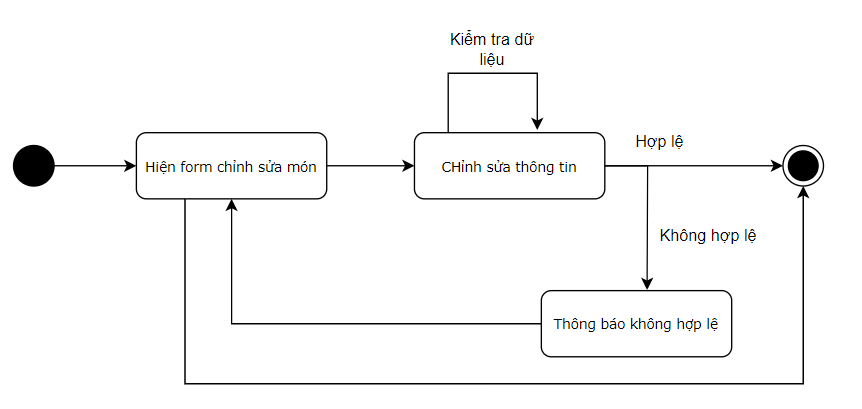 Kiểm tra dữ
liệu
Hợp lệ
Hiện form chỉnh sửa món
CHỉnh sửa thông tin
Không hợp lệ
Thông báo không hợp lệ